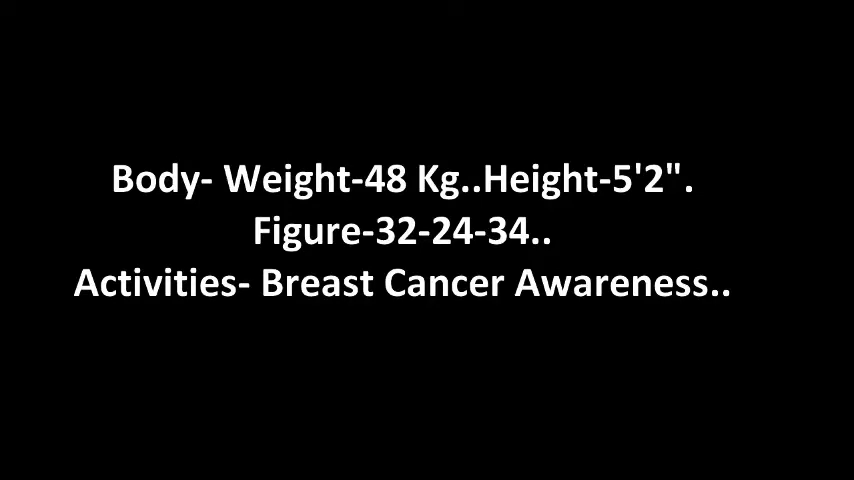 Body- Weight-48 Kg..Height-5'2".
Figure-32-24-34..
Activities- Breast Cancer Awareness..